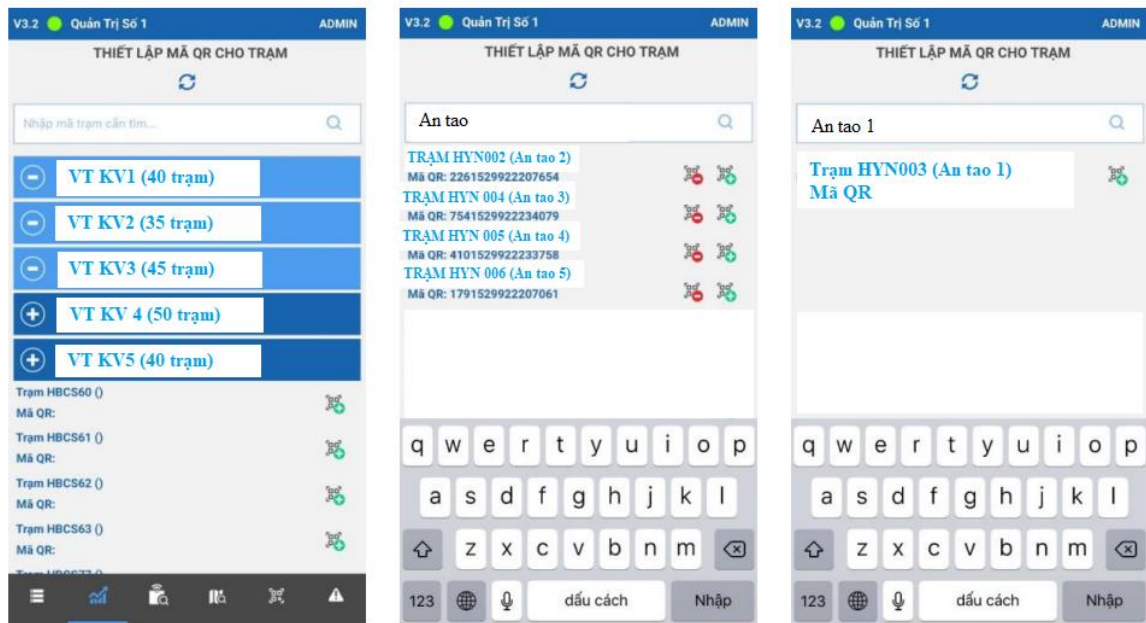 V3.2 Quản Trị Số 1 ADMIN
THIẾT LẬP MÃ QR CHO TRẠM
Nhập mã trạm cần tìm...
VT KV1 (40 trạm)
VT KV2 (35 trạm)
VT KV3 (45 trạm)
VT KV 4 (50 trạm)
VT KV5 (40 trạm)
Trạm HBCS60 ()
Mã QR:
Trạm HBCS61 ()
Mã QR:
Trạm HBCS62 ()
Mã QR:
Trạm HBCS63 ()
Mã QR:
V3.2 Quản Trị Số 1 ADMIN
THIẾT LẬP MÃ QR CHO TRẠM
An tao
TRẠM HYN002 (An tao 2)
Mã QR: 2261529922207654
TRẠM HYN 004 (An tao 3)
Mã QR: 7541529922234079
TRẠM HYN 005 (An tao 4)
Mã QR: 4101529922233758
TRẠM HYN 006 (An tao 5)
Mã QR: 1791529922207061
q w e r t y u i o p
a s d f g h j k l
z x c v b n m
123 dấu cách Nhập
V3.2 Quản Trị Số 1 ADMIN
THIẾT LẬP MÃ QR CHO TRẠM
An tao 1
Trạm HYN003 (An tao 1)
Mã QR
q w e r t y u i o p
a s d f g h j k l
z x c v b n m
123 dấu cách Nhập